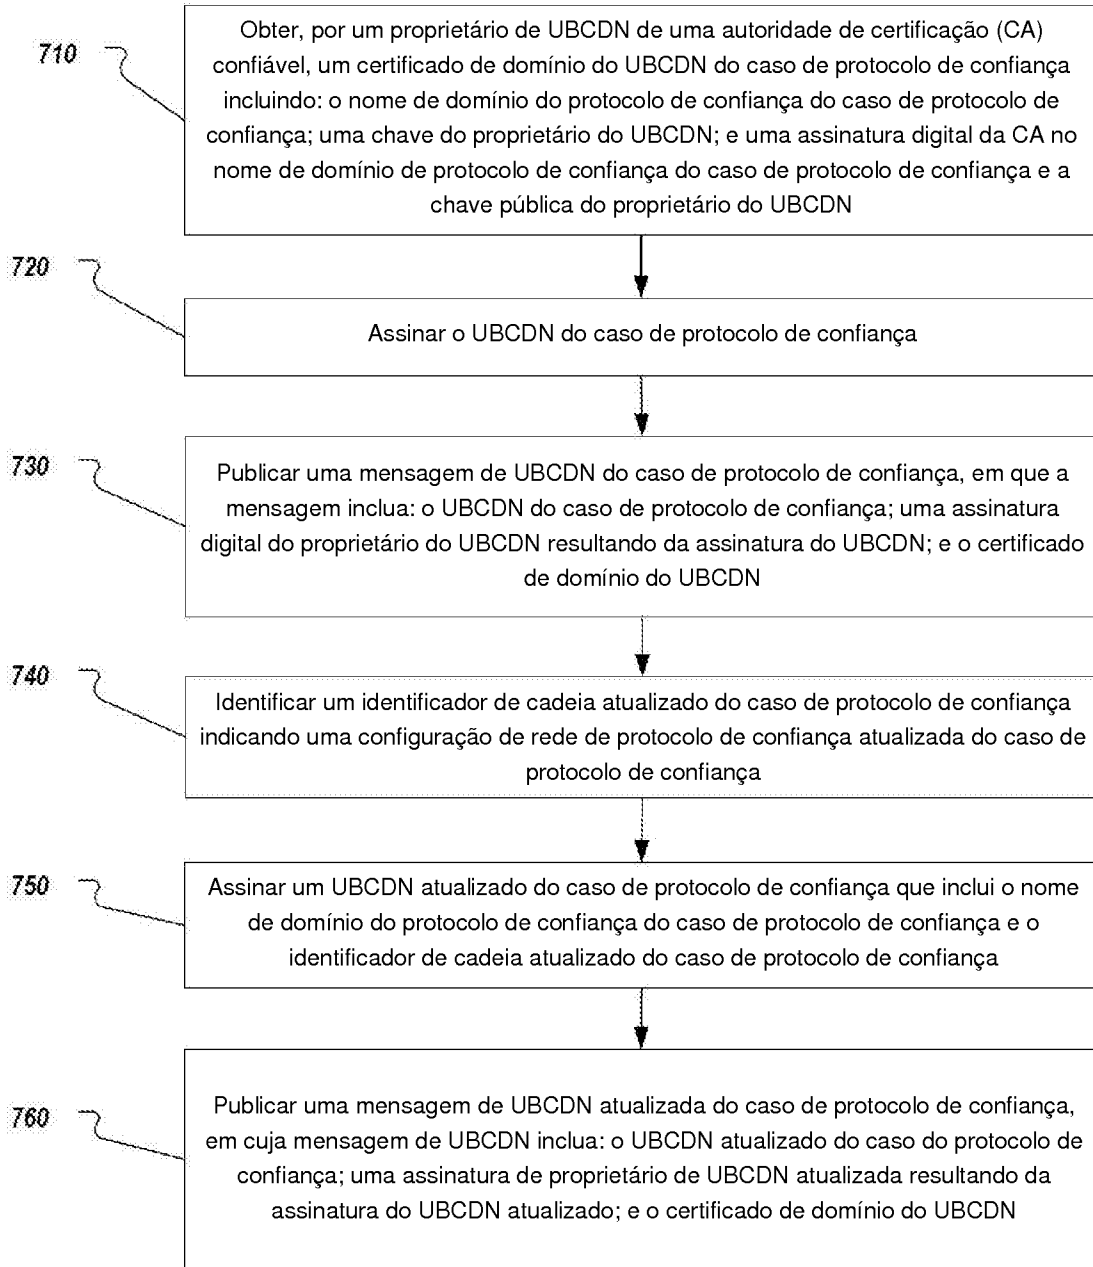 710
Obter, por um proprietário de UBCDN de uma autoridade de certificação (CA)
confiável, um certificado de domínio do UBCDN do caso de protocolo de confiança
incluindo: o nome de domínio do protocolo de confiança do caso de protocolo de
confiança; uma chave do proprietário do UBCDN; e uma assinatura digital da CA no
nome de domínio de protocolo de confiança do caso de protocolo de confiança e a
chave pública do proprietário do UBCDN
720
Assinar o UBCDN do caso de protocolo de confiança
730
Publicar uma mensagem de UBCDN do caso de protocolo de confiança, em que a
mensagem inclua: o UBCDN do caso de protocolo de confiança; uma assinatura
digital do proprietário do UBCDN resultando da assinatura do UBCDN; e o certificado
de domínio do UBCDN
740
Identificar um identificador de cadeia atualizado do caso de protocolo de confiança
indicando uma configuração de rede de protocolo de confiança atualizada do caso de
protocolo de confiança
750
Assinar um UBCDN atualizado do caso de protocolo de confiança que inclui o nome
de domínio do protocolo de confiança do caso de protocolo de confiança e o
identificador de cadeia atualizado do caso de protocolo de confiança
760
Publicar uma mensagem de UBCDN atualizada do caso de protocolo de confiança,
em cuja mensagem de UBCDN inclua: o UBCDN atualizado do caso do protocolo de
confiança; uma assinatura de proprietário de UBCDN atualizada resultando da
assinatura do UBCDN atualizado; e o certificado de domínio do UBCDN